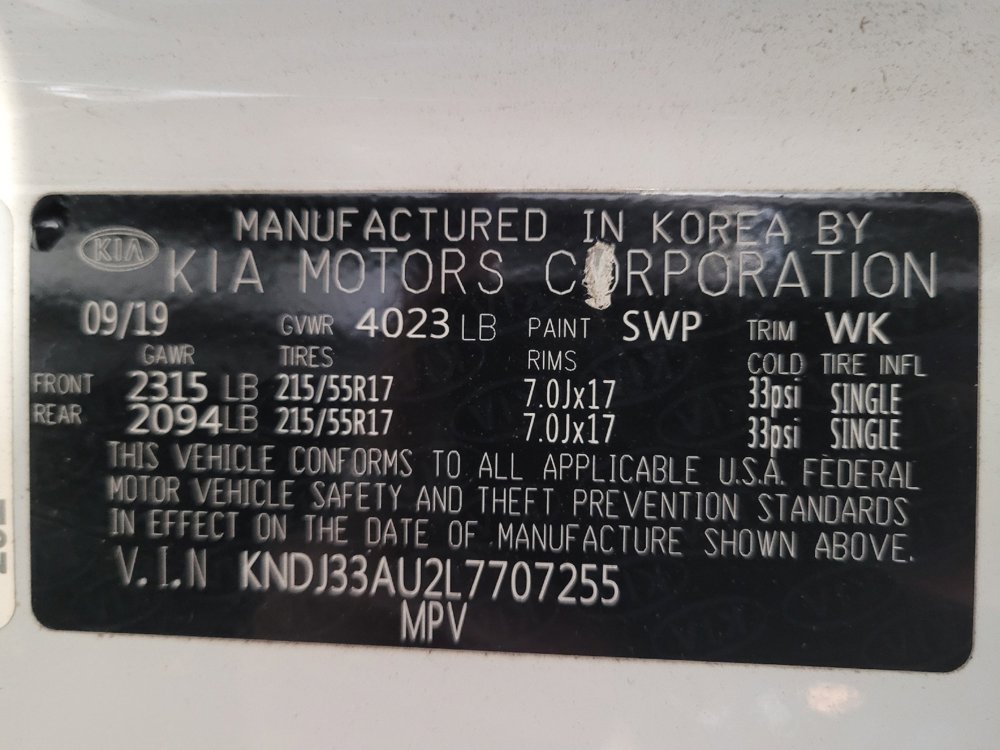 MANUFACTURED IN KOREA BY
KIA
KIA MOTORS CORPORATION
09/19 GVWR 4023 LB PAINT SWP TRIM WK
GAWR TIRES RIMS COLD TIRE INFL
FRONT 2315 LB 215/55R17 7.0Jx17 33psi SINGLE
REAR 2094 LB 215/55R17 7.0Jx17 33psi SINGLE
THIS VEHICLE CONFORMS TO ALL APPLICABLE U.S.A. FEDERAL
MOTOR VEHICLE SAFETY AND THEFT PREVENTION STANDARDS
IN EFFECT ON THE DATE OF MANUFACTURE SHOWN ABOVE.
V.I.N KNDJ33AU2L7707255
MPV